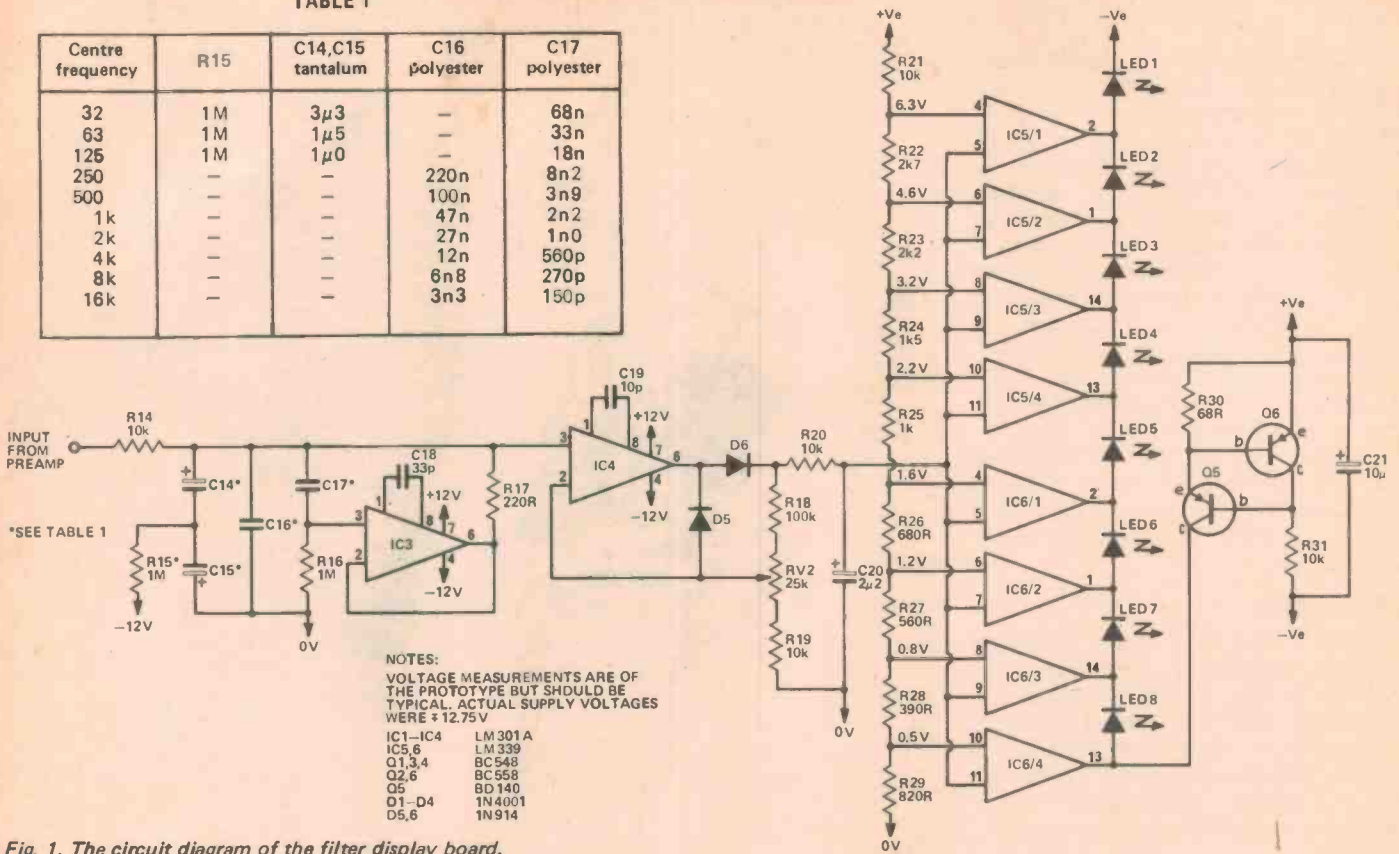 TABLE 1
Centre frequency R15 C14,C15 tantalum C16 polyester C17 polyester
32 1M 3μ3 – 68n
63 1M 1μ5 – 33n
125 1M 1μ0 – 18n
250 – – 220n 8n2
500 – – 100n 3n9
1k – – 47n 2n2
2k – – 27n 1n0
4k – – 12n 560p
8k – – 6n8 270p
16k – – 3n3 150p
INPUT
FROM
PREAMP
R14
10k
C14*
*SEE TABLE 1
R15*
1M
C15*
–12V
C16*
C17*
R16
1M
0V
C18
33p
1
8
+12V
7
3
2
IC3
6
4
–12V
R17
220R
C19
10p
1
8
+12V
7
3
2
IC4
6
4
–12V
D6
D5
R20
10k
R18
100k
RV2
25k
R19
10k
C20
2μ2
+
0V
+Ve
R21
10k
6.3V
R22
2k7
4.6V
R23
2k2
3.2V
R24
1k5
2.2V
R25
1k
1.6V
R26
680R
1.2V
R27
560R
0.8V
R28
390R
0.5V
R29
820R
0V
4
5
IC5/1
2
6
7
IC5/2
1
8
9
IC5/3
14
10
11
IC5/4
13
4
5
IC6/1
2
6
7
IC6/2
1
8
9
IC6/3
14
10
11
IC6/4
13
–Ve
LED1
LED2
LED3
LED4
LED5
LED6
LED7
LED8
+Ve
R30
68R
Q6
b
e
c
Q5
e
b
c
R31
10k
–Ve
+
C21
10μ
NOTES:
VOLTAGE MEASUREMENTS ARE OF
THE PROTOTYPE BUT SHOULD BE
TYPICAL. ACTUAL SUPPLY VOLTAGES
WERE ∓ 12.75V
IC1–IC4 LM301A
IC5,6 LM339
Q1,3,4 BC548
Q2,6 BC558
Q5 BD140
D1–D4 1N4001
D5,6 1N914
Fig. 1. The circuit diagram of the filter display board.